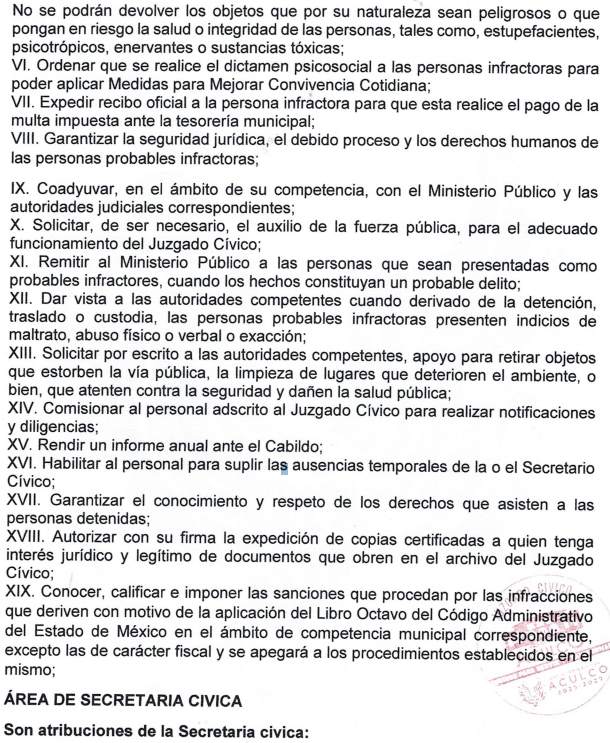 No se podrán devolver los objetos que por su naturaleza sean peligrosos o que
pongan en riesgo la salud o integridad de las personas, tales como, estupefacientes,
psicotrópicos, enervantes o sustancias tóxicas;
VI. Ordenar que se realice el dictamen psicosocial a las personas infractoras para
poder aplicar Medidas para Mejorar Convivencia Cotidiana;
VII. Expedir recibo oficial a la persona infractora para que esta realice el pago de la
multa impuesta ante la tesorería municipal;
VIII. Garantizar la seguridad jurídica, el debido proceso y los derechos humanos de
las personas probables infractoras;
IX. Coadyuvar, en el ámbito de su competencia, con el Ministerio Público y las
autoridades judiciales correspondientes;
X. Solicitar, de ser necesario, el auxilio de la fuerza pública, para el adecuado
funcionamiento del Juzgado Cívico;
XI. Remitir al Ministerio Público a las personas que sean presentadas como
probables infractores, cuando los hechos constituyan un probable delito;
XII. Dar vista a las autoridades competentes cuando derivado de la detención,
traslado o custodia, las personas probables infractoras presenten indicios de
maltrato, abuso físico o verbal o exacción;
XIII. Solicitar por escrito a las autoridades competentes, apoyo para retirar objetos
que estorben la vía pública, la limpieza de lugares que deterioren el ambiente, o
bien, que atenten contra la seguridad y dañen la salud pública;
XIV. Comisionar al personal adscrito al Juzgado Cívico para realizar notificaciones
y diligencias;
XV. Rendir un informe anual ante el Cabildo;
XVI. Habilitar al personal para suplir las ausencias temporales de la o el Secretario
Cívico;
XVII. Garantizar el conocimiento y respeto de los derechos que asisten a las
personas detenidas;
XVIII. Autorizar con su firma la expedición de copias certificadas a quien tenga
interés jurídico y legítimo de documentos que obren en el archivo del Juzgado
Cívico;
XIX. Conocer, calificar e imponer las sanciones que procedan por las infracciones
que deriven con motivo de la aplicación del Libro Octavo del Código Administrativo
del Estado de México en el ámbito de competencia municipal correspondiente,
excepto las de carácter fiscal y se apegará a los procedimientos establecidos en el
mismo;
ÁREA DE SECRETARIA CIVICA
Son atribuciones de la Secretaria civica:
CIVICO
ACULCO
2025-2027